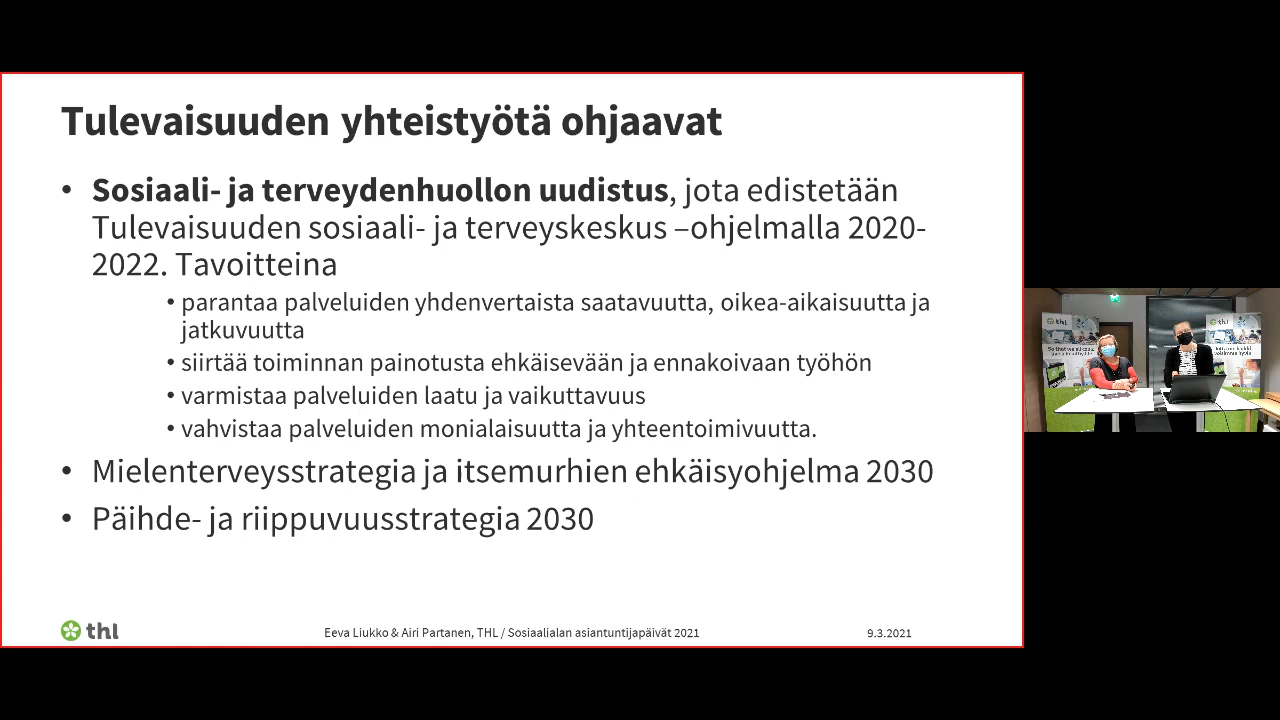 Tulevaisuuden yhteistyötä ohjaavat
• Sosiaali- ja terveydenhuollon uudistus, jota edistetään
Tulevaisuuden sosiaali- ja terveyskeskus –ohjelmalla 2020-
2022. Tavoitteina
• parantaa palveluiden yhdenvertaista saatavuutta, oikea-aikaisuutta ja
jatkuvuutta
• siirtää toiminnan painotusta ehkäisevään ja ennakoivaan työhön
• varmistaa palveluiden laatu ja vaikuttavuus
• vahvistaa palveluiden monialaisuutta ja yhteentoimivuutta.
• Mielenterveysstrategia ja itsemurhien ehkäisyohjelma 2030
• Päihde- ja riippuvuusstrategia 2030
thl
Eeva Liukko & Airi Partanen, THL / Sosiaalialan asiantuntijapäivät 2021
9.3.2021
thl
thl